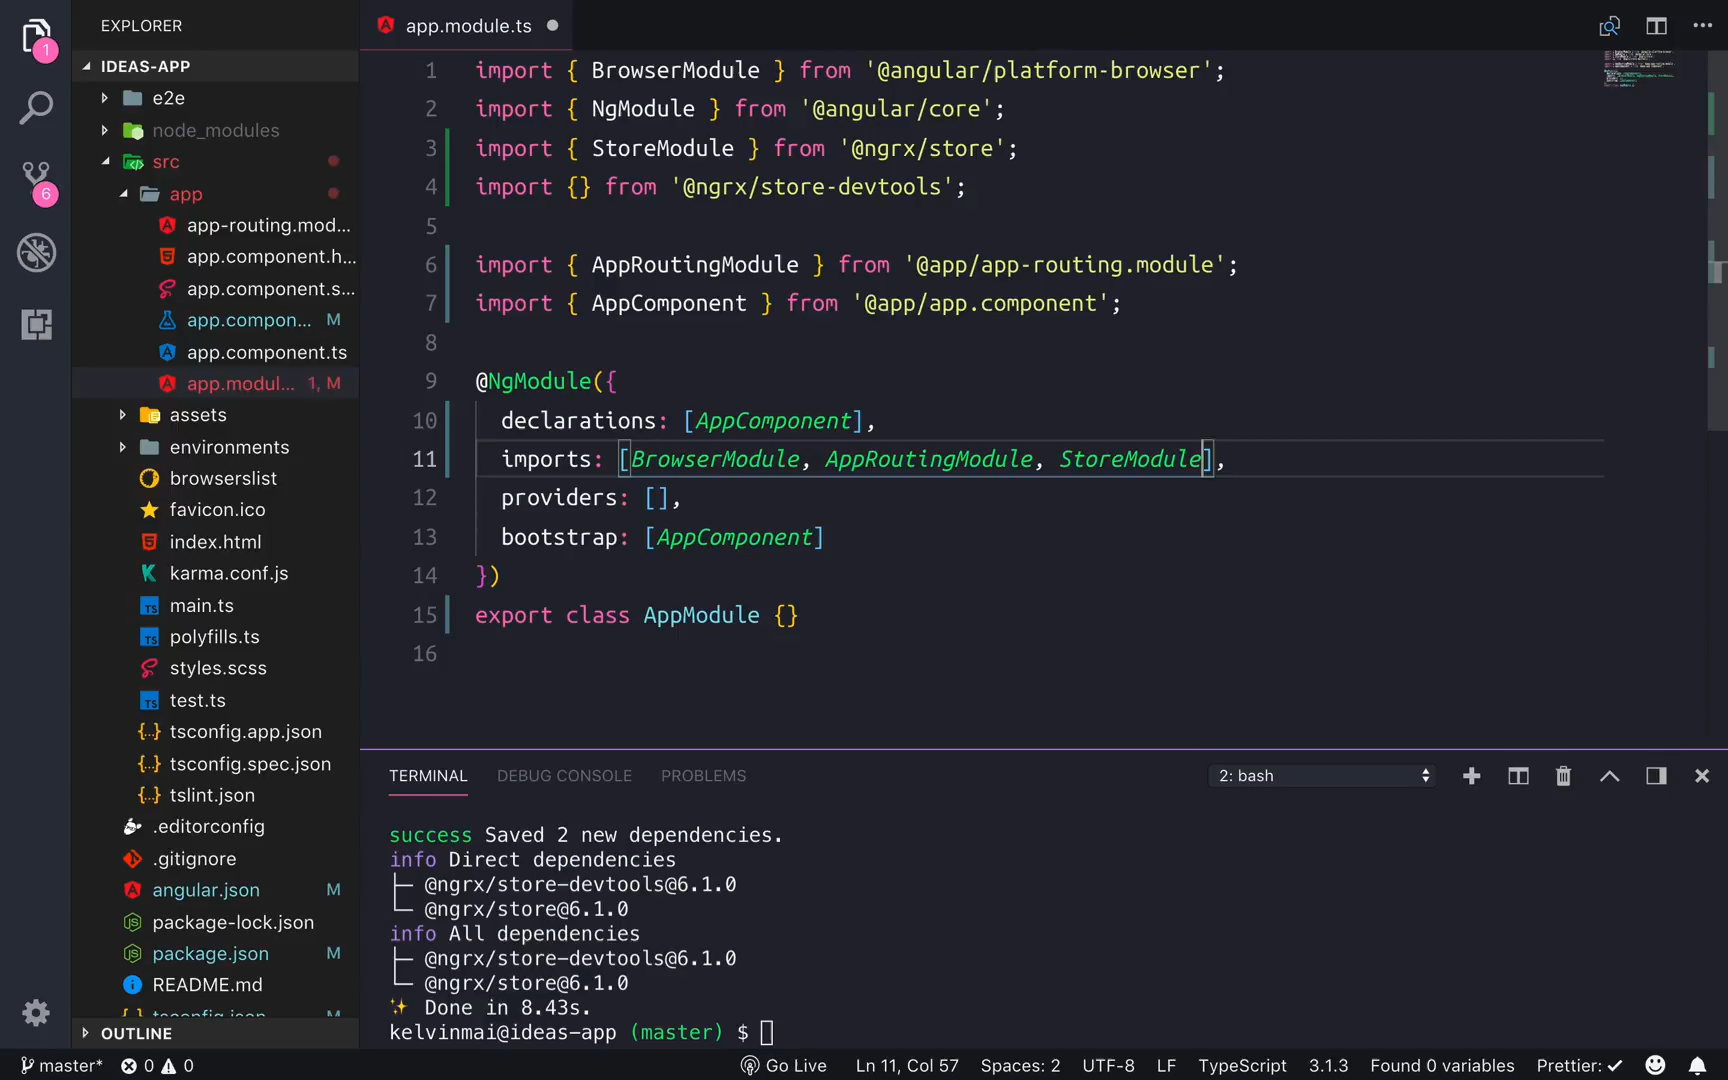 EXPLORER
app.module.ts
1
IDEAS-APP
e2e
node_modules
src
app
app-routing.mod...
app.component.h...
app.component.s...
app.compon... M
app.component.ts
app.modul... 1, M
assets
environments
browserslist
favicon.ico
index.html
karma.conf.js
main.ts
polyfills.ts
styles.scss
test.ts
tsconfig.app.json
tsconfig.spec.json
tslint.json
.editorconfig
.gitignore
angular.json M
package-lock.json
package.json M
README.md
tsconfig.json M
OUTLINE
6
1 import { BrowserModule } from '@angular/platform-browser';
2 import { NgModule } from '@angular/core';
3 import { StoreModule } from '@ngrx/store';
4 import {} from '@ngrx/store-devtools';
5
6 import { AppRoutingModule } from '@app/app-routing.module';
7 import { AppComponent } from '@app/app.component';
8
9 @NgModule({
10 declarations: [AppComponent],
11 imports: [BrowserModule, AppRoutingModule, StoreModule],
12 providers: [],
13 bootstrap: [AppComponent]
14 })
15 export class AppModule {}
16
TERMINAL DEBUG CONSOLE PROBLEMS 2: bash
success Saved 2 new dependencies.
info Direct dependencies
├─ @ngrx/store-devtools@6.1.0
└─ @ngrx/store@6.1.0
info All dependencies
├─ @ngrx/store-devtools@6.1.0
└─ @ngrx/store@6.1.0
✨ Done in 8.43s.
kelvinmai@ideas-app (master) $
master* 0 0 Go Live Ln 11, Col 57 Spaces: 2 UTF-8 LF TypeScript 3.1.3 Found 0 variables Prettier: ✓